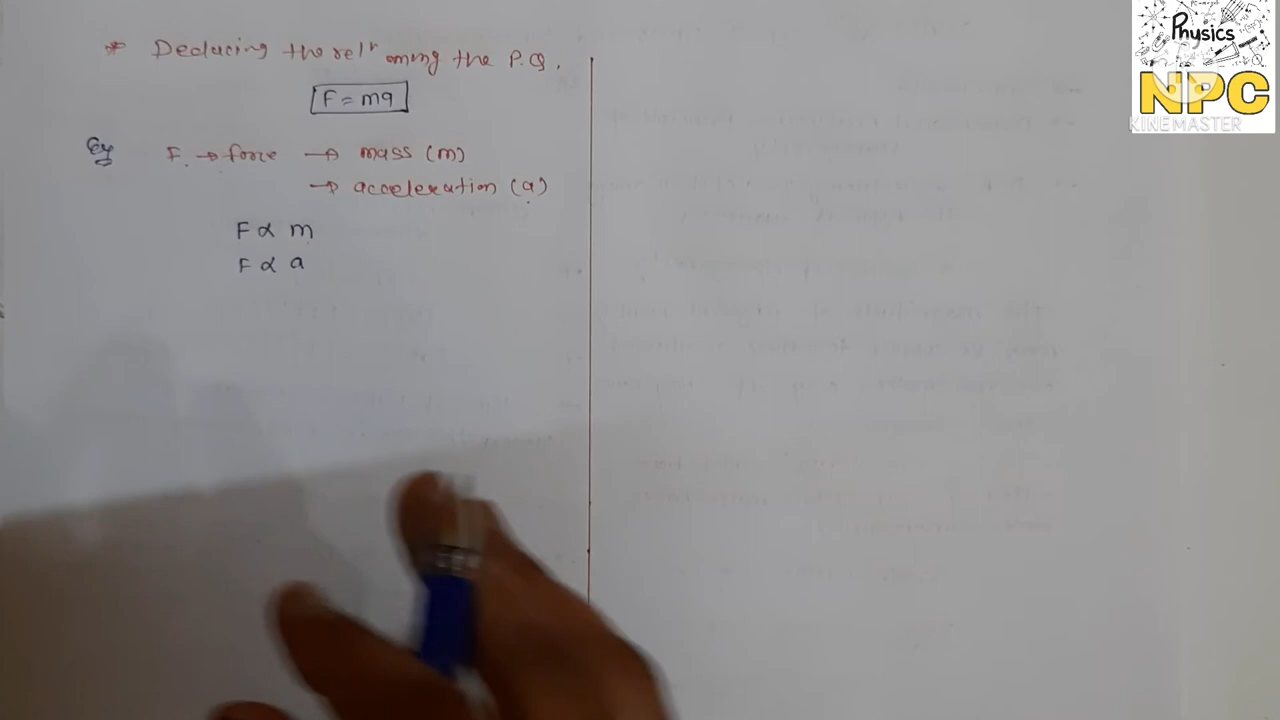 * Deducing the relⁿ among the P.Q.
F = ma
Eg F. → force → mass (m)
→ acceleration (a)
F ∝ m
F ∝ a
Physics
NPC
KINEMASTER